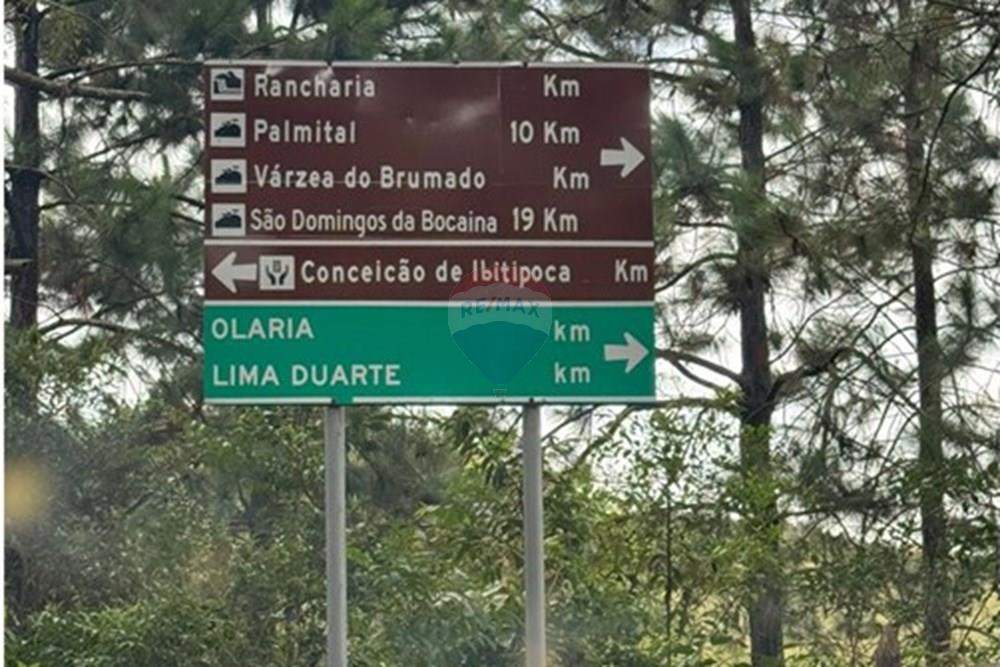 Rancharia Km
Palmital 10 Km
Várzea do Brumado Km
São Domingos da Bocaina 19 Km
Conceicão de Ibitipoca Km
RE/MAX
OLARIA km
LIMA DUARTE km